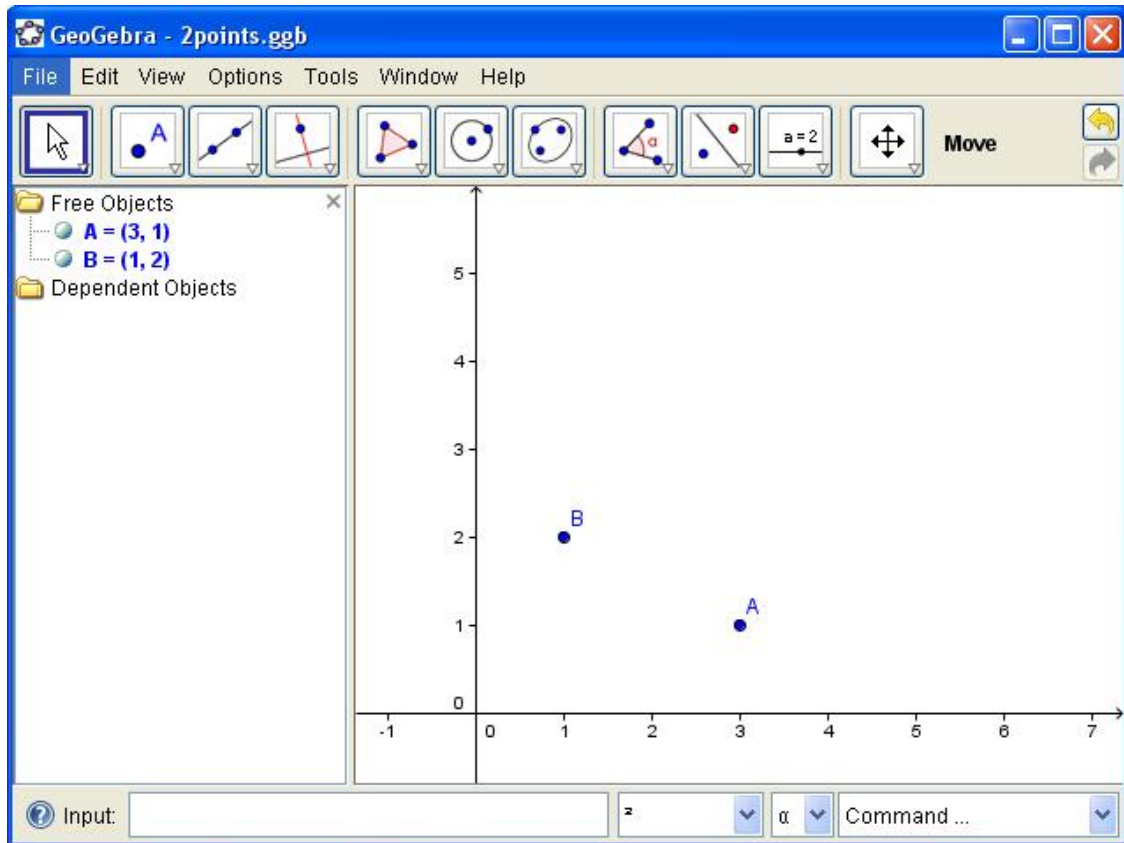 GeoGebra - 2points.ggb
File Edit View Options Tools Window Help
A α a = 2 Move
Free Objects
A = (3, 1)
B = (1, 2)
Dependent Objects
5
4
3
B
2
A
1
0
-1 0 1 2 3 4 5 6 7
Input: ² α Command ...